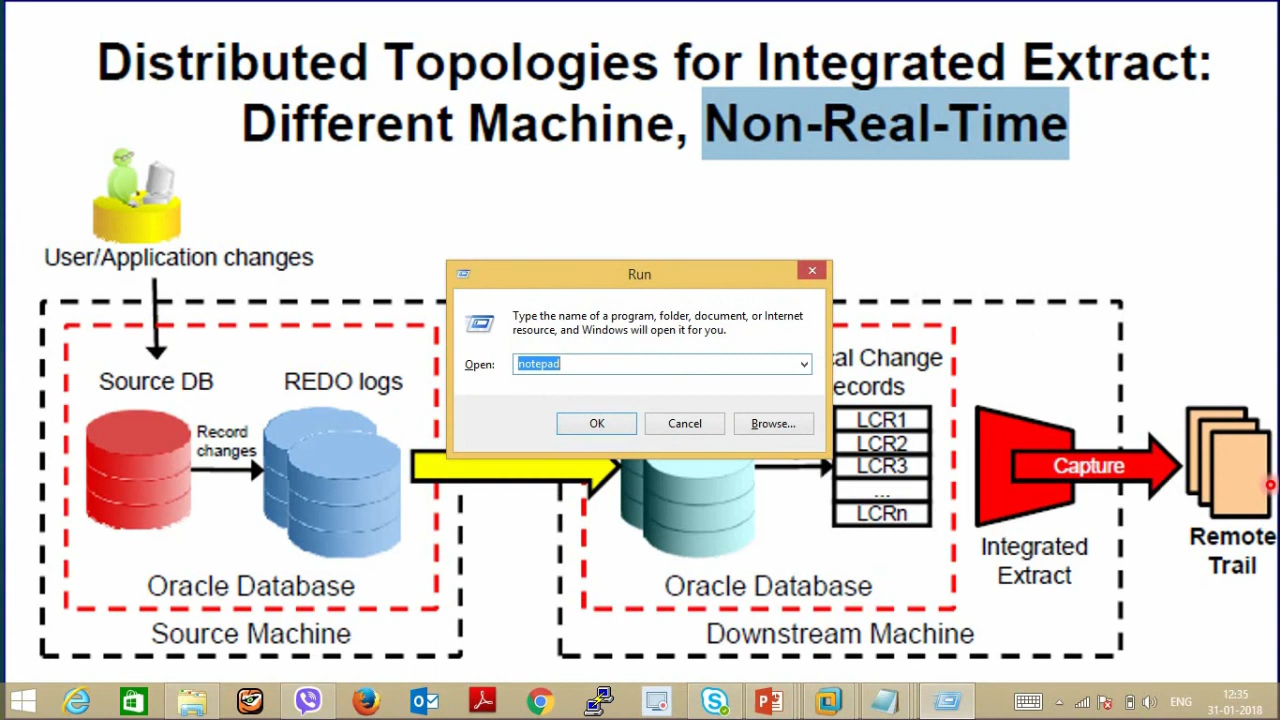 Distributed Topologies for Integrated Extract:
Different Machine, Non-Real-Time
User/Application changes
Run
Type the name of a program, folder, document, or Internet
resource, and Windows will open it for you.
Open: notepad
OK
Cancel
Browse...
Source DB
REDO logs
Record
changes
Oracle Database
Source Machine
Change
LCR1
LCR2
LCR3
...
LCRn
Capture
Integrated
Extract
Remote
Trail
Oracle Database
Downstream Machine
ENG
12:35
31-01-2018